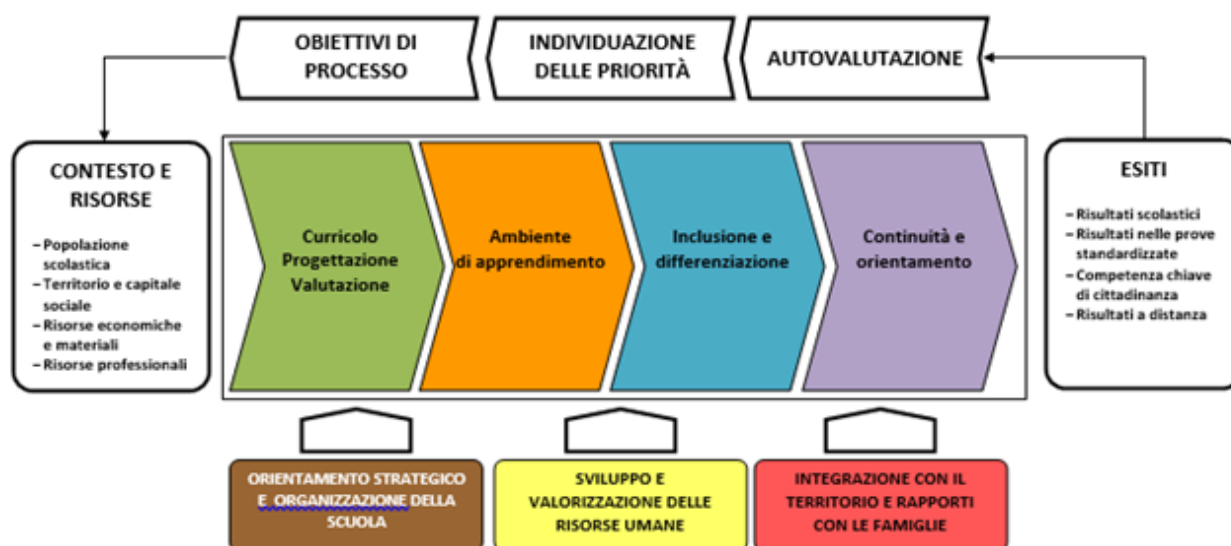 OBIETTIVI DI
PROCESSO
INDIVIDUAZIONE
DELLE PRIORITÀ
AUTOVALUTAZIONE
CONTESTO E
RISORSE
– Popolazione
scolastica
– Territorio e capitale
sociale
– Risorse economiche
e materiali
– Risorse professionali
Curricolo
Progettazione
Valutazione
Ambiente
di apprendimento
Inclusione e
differenziazione
Continuità e
orientamento
ESITI
– Risultati scolastici
– Risultati nelle prove
standardizzate
– Competenza chiave
di cittadinanza
– Risultati a distanza
ORIENTAMENTO STRATEGICO
E ORGANIZZAZIONE DELLA
SCUOLA
SVILUPPO E
VALORIZZAZIONE DELLE
RISORSE UMANE
INTEGRAZIONE CON IL
TERRITORIO E RAPPORTI
CON LE FAMIGLIE